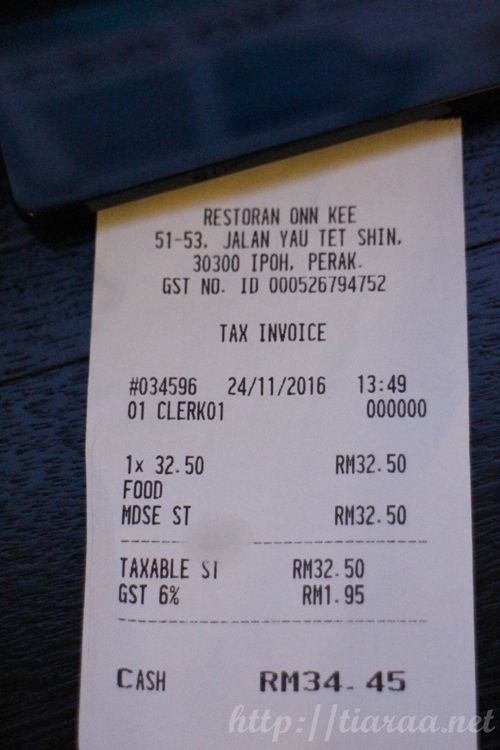 RESTORAN ONN KEE
51-53, JALAN YAU TET SHIN,
30300 IPOH, PERAK.
GST NO. ID 000526794752
TAX INVOICE
#034596 24/11/2016 13:49
01 CLERK01 000000
1x 32.50 RM32.50
FOOD
MDSE ST RM32.50
TAXABLE ST RM32.50
GST 6% RM1.95
CASH RM34.45
http://tiaraa.net